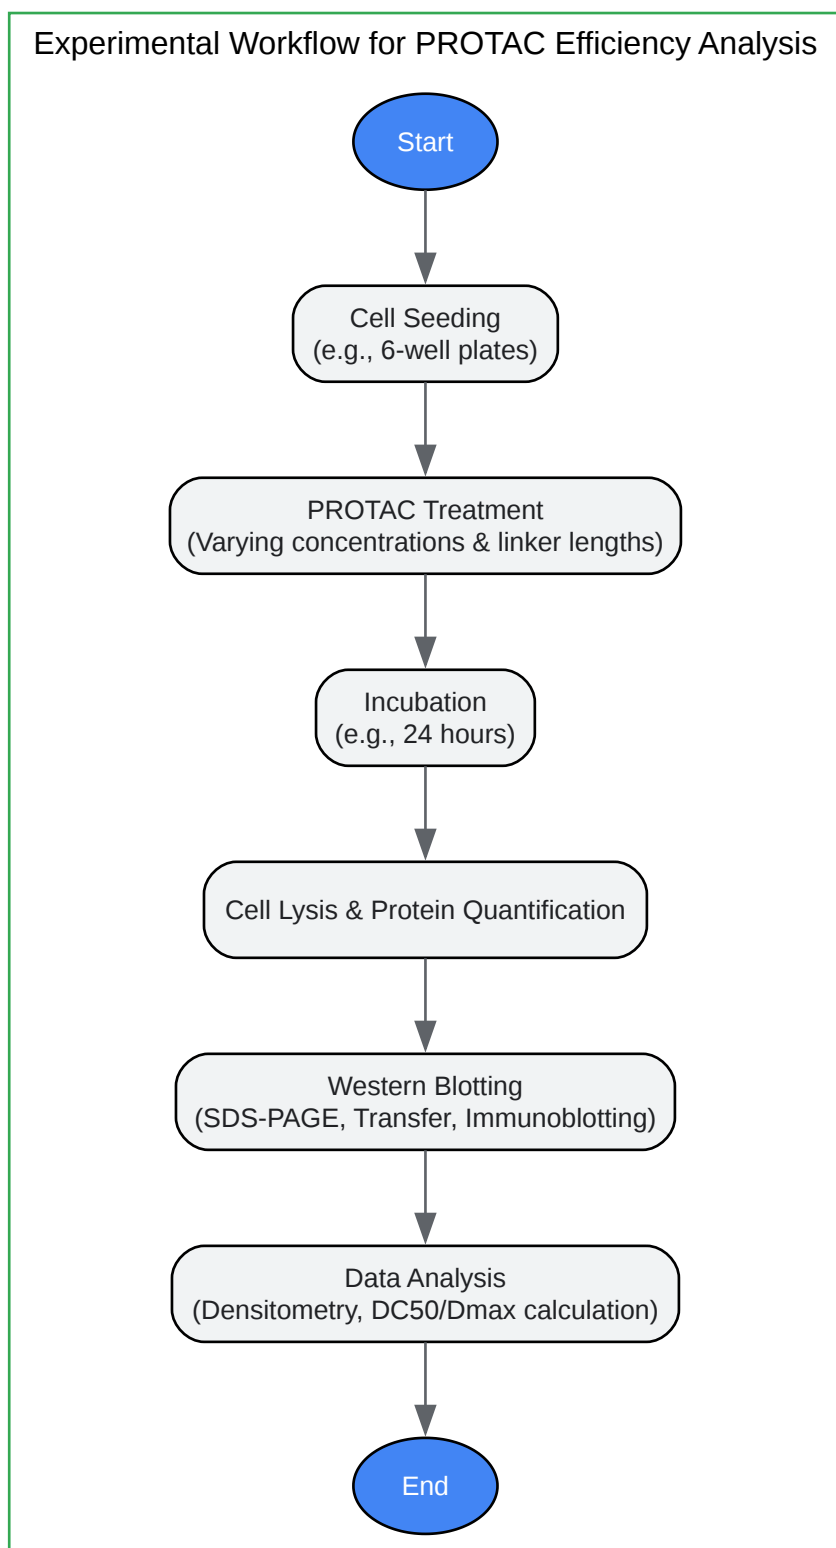 Experimental Workflow for PROTAC Efficiency Analysis
Start
Cell Seeding
(e.g., 6-well plates)
PROTAC Treatment
(Varying concentrations & linker lengths)
Incubation
(e.g., 24 hours)
Cell Lysis & Protein Quantification
Western Blotting
(SDS-PAGE, Transfer, Immunoblotting)
Data Analysis
(Densitometry, DC50/Dmax calculation)
End